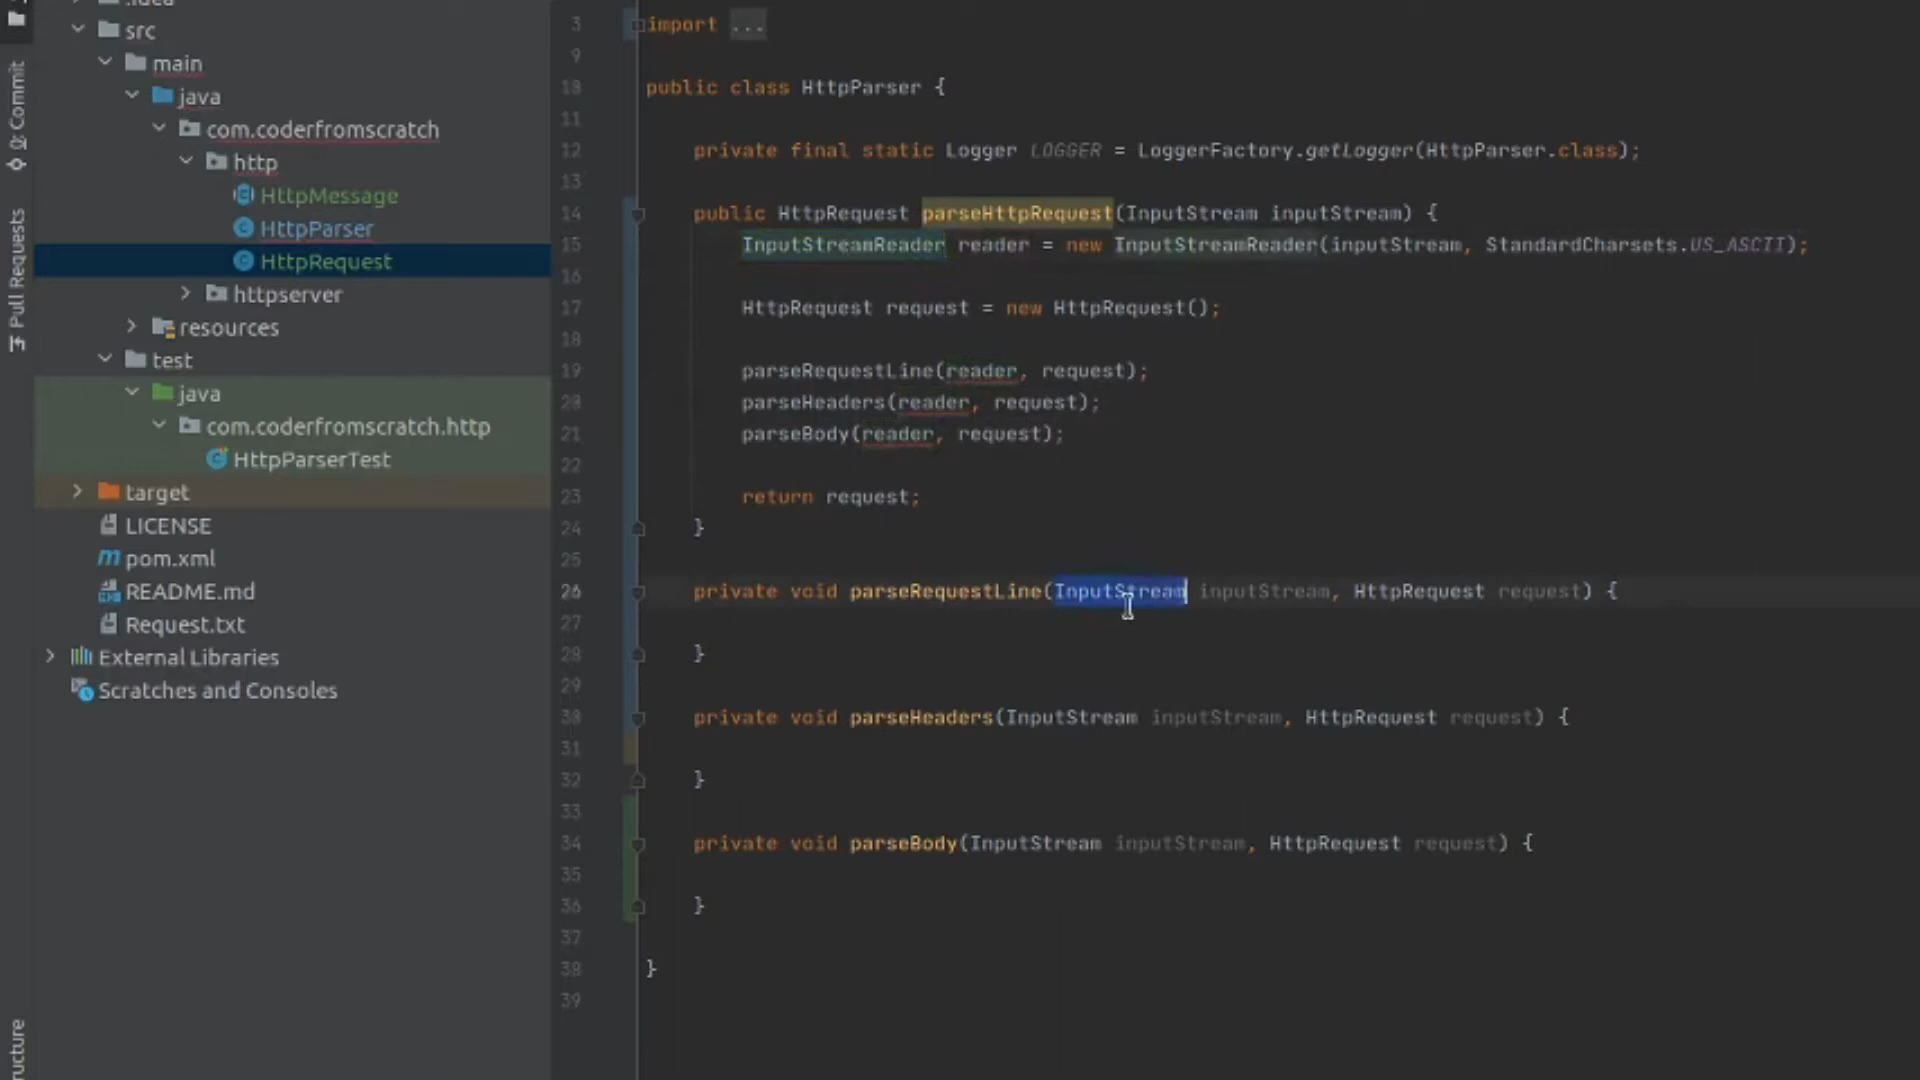 .idea
src
main
java
com.coderfromscratch
http
HttpMessage
HttpParser
HttpRequest
httpserver
resources
test
java
com.coderfromscratch.http
HttpParserTest
target
LICENSE
pom.xml
README.md
Request.txt
External Libraries
Scratches and Consoles
0: Commit
Pull Requests
3 import ...
9
10 public class HttpParser {
11
12 private final static Logger LOGGER = LoggerFactory.getLogger(HttpParser.class);
13
14 public HttpRequest parseHttpRequest(InputStream inputStream) {
15 InputStreamReader reader = new InputStreamReader(inputStream, StandardCharsets.US_ASCII);
16
17 HttpRequest request = new HttpRequest();
18
19 parseRequestLine(reader, request);
20 parseHeaders(reader, request);
21 parseBody(reader, request);
22
23 return request;
24 }
25
26 private void parseRequestLine(InputStream inputStream, HttpRequest request) {
27
28 }
29
30 private void parseHeaders(InputStream inputStream, HttpRequest request) {
31
32 }
33
34 private void parseBody(InputStream inputStream, HttpRequest request) {
35
36 }
37
38 }
39